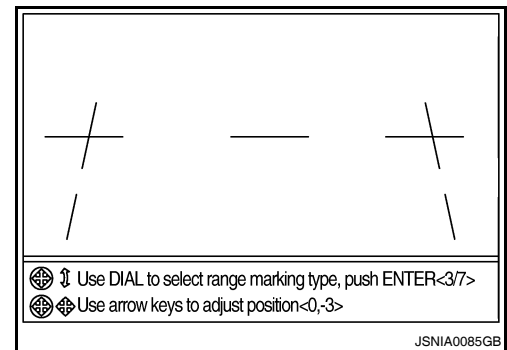 Use DIAL to select range marking type, push ENTER<3/7>
Use arrow keys to adjust position<0,-3>
JSNIA0085GB